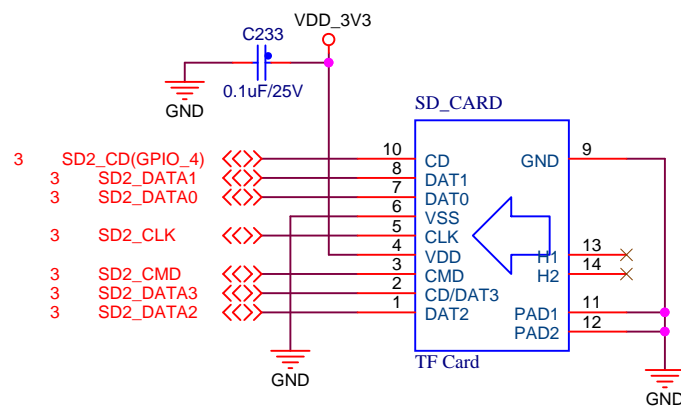 VDD_3V3
C233
0.1uF/25V
GND
SD_CARD
3 SD2_CD(GPIO_4) 10 CD GND 9
3 SD2_DATA1 8 DAT1
3 SD2_DATA0 7 DAT0
6 VSS
3 SD2_CLK 5 CLK
4 VDD H1 13
3 SD2_CMD 3 CMD H2 14
3 SD2_DATA3 2 CD/DAT3
3 SD2_DATA2 1 DAT2 PAD1 11
PAD2 12
TF Card
GND
GND